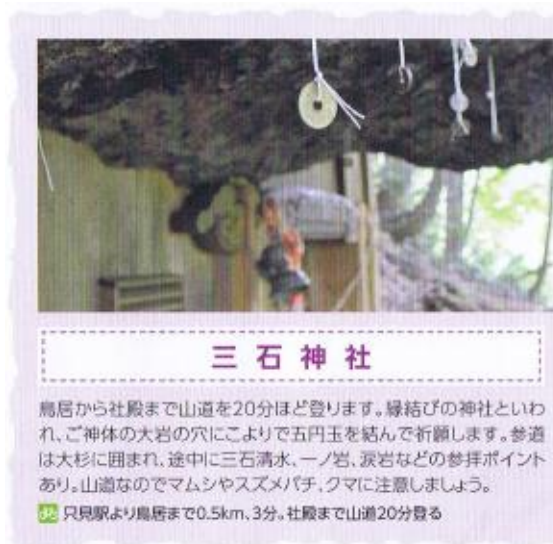 三石神社
鳥居から社殿まで山道を20分ほど登ります。縁結びの神社といわ
れ、ご神体の大岩の穴にこよりで五円玉を結んで祈願します。参道
は大杉に囲まれ、途中に三石清水、一ノ岩、涙岩などの参拝ポイント
あり。山道なのでマムシやスズメバチ、クマに注意しましょう。
只見駅より鳥居まで0.5km、3分。社殿まで山道20分登る